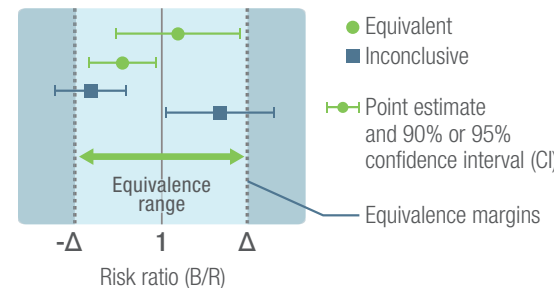 Equivalent
Inconclusive
Point estimate
and 90% or 95%
confidence interval (CI)
Equivalence
range
Equivalence margins
-Δ 1 Δ
Risk ratio (B/R)